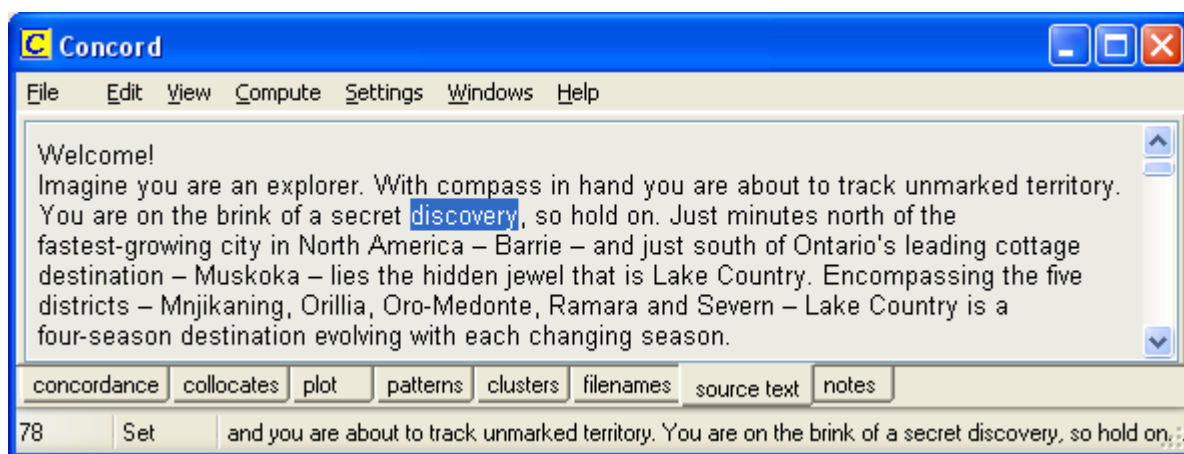 C Concord
File Edit View Compute Settings Windows Help
Welcome!
Imagine you are an explorer. With compass in hand you are about to track unmarked territory.
You are on the brink of a secret discovery, so hold on. Just minutes north of the
fastest-growing city in North America – Barrie – and just south of Ontario's leading cottage
destination – Muskoka – lies the hidden jewel that is Lake Country. Encompassing the five
districts – Mnjikaning, Orillia, Oro-Medonte, Ramara and Severn – Lake Country is a
four-season destination evolving with each changing season.
concordance collocates plot patterns clusters filenames source text notes
78 Set and you are about to track unmarked territory. You are on the brink of a secret discovery, so hold on.